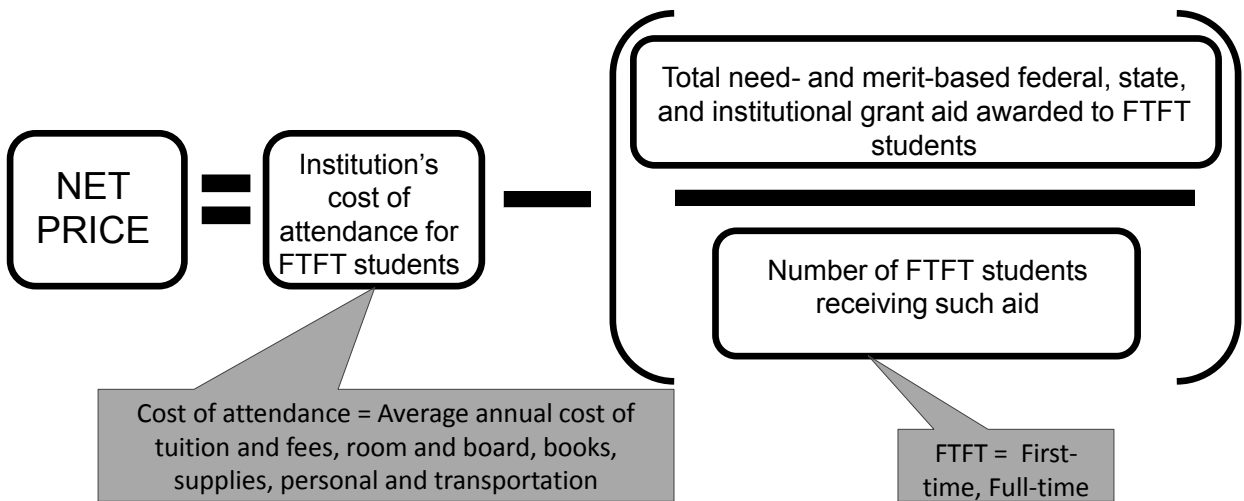 NET
PRICE
=
Institution’s
cost of
attendance for
FTFT students
Total need- and merit-based federal, state,
and institutional grant aid awarded to FTFT
students
Number of FTFT students
receiving such aid
Cost of attendance = Average annual cost of
tuition and fees, room and board, books,
supplies, personal and transportation
FTFT =  First-
time, Full-time